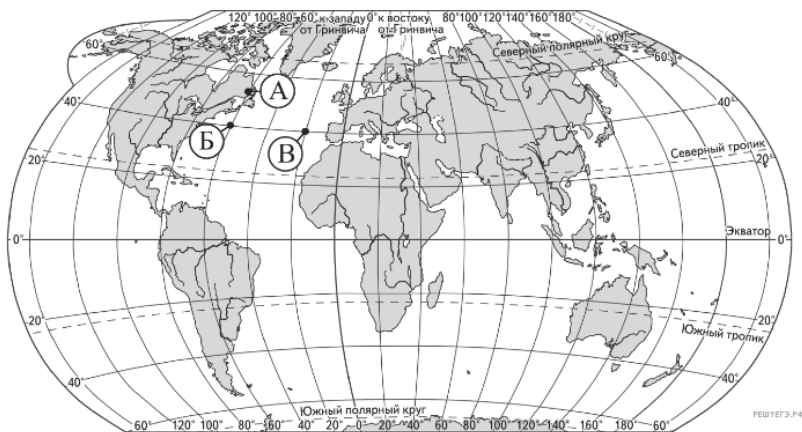 120° 100° 80° 60° к западу 0° к востоку 80° 100° 120° 140° 160° 180°
от Гринвича от Гринвича
60°
Северный полярный круг
60°
А
40°
40°
Б
В
20°
Северный тропик
20°
Экватор
0°
0°
20°
20°
Южный тропик
40°
40°
Южный полярный круг
60° 120° 100° 80° 60° 40° 20° 0° 20° 40° 60° 80° 100° 120° 140° 160° 180° 60°
РЕШУЕГЭ.РФ